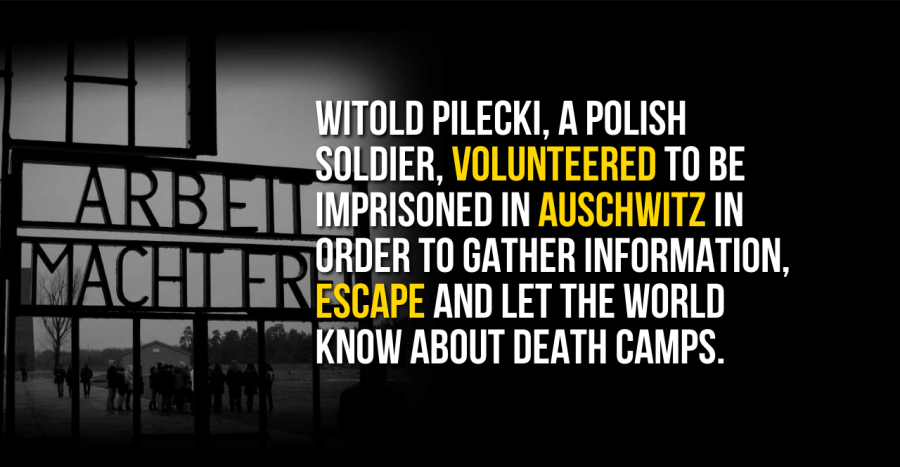 ARBEIT
MACHT FR
WITOLD PILECKI, A POLISH
SOLDIER, VOLUNTEERED TO BE
IMPRISONED IN AUSCHWITZ IN
ORDER TO GATHER INFORMATION,
ESCAPE AND LET THE WORLD
KNOW ABOUT DEATH CAMPS.